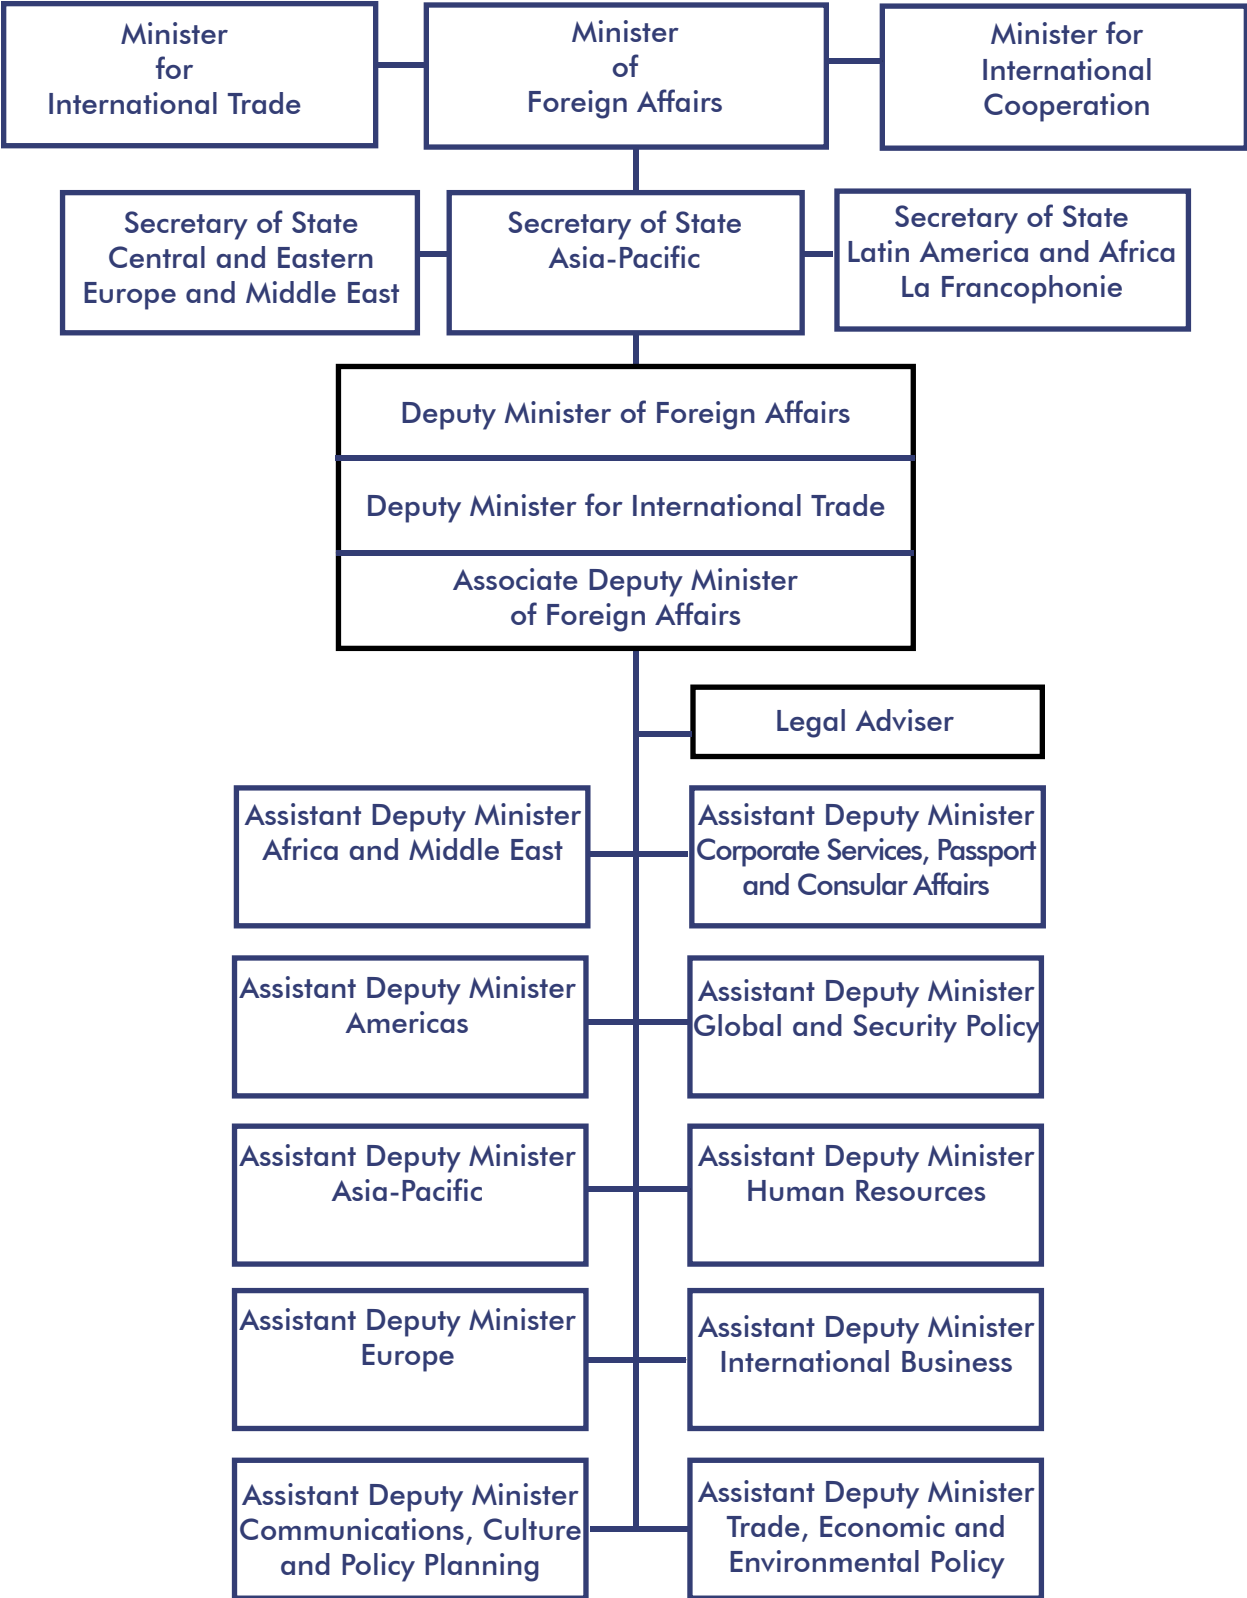 Minister
for
International Trade
Minister
of
Foreign Affairs
Minister for
International
Cooperation
Secretary of State
Central and Eastern
Europe and Middle East
Secretary of State
Asia-Pacific
Secretary of State
Latin America and Africa
La Francophonie
Deputy Minister of Foreign Affairs
Deputy Minister for International Trade
Associate Deputy Minister
of Foreign Affairs
Legal Adviser
Assistant Deputy Minister
Africa and Middle East
Assistant Deputy Minister
Corporate Services, Passport
and Consular Affairs
Assistant Deputy Minister
Americas
Assistant Deputy Minister
Global and Security Policy
Assistant Deputy Minister
Asia-Pacific
Assistant Deputy Minister
Human Resources
Assistant Deputy Minister
Europe
Assistant Deputy Minister
International Business
Assistant Deputy Minister
Communications, Culture
and Policy Planning
Assistant Deputy Minister
Trade, Economic and
Environmental Policy